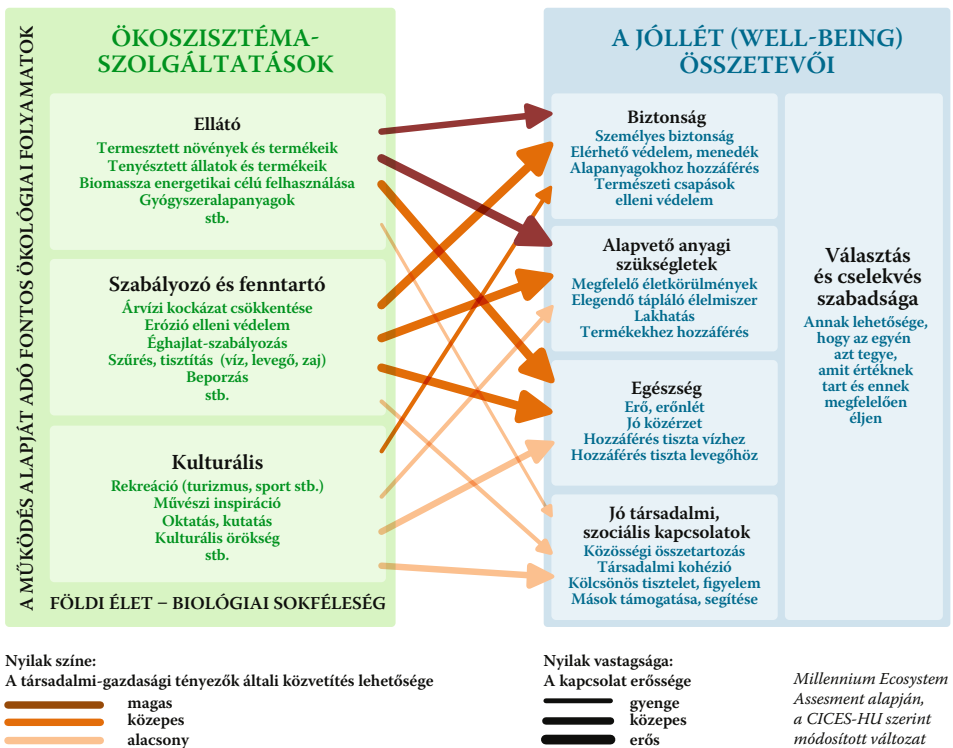 A MŰKÖDÉS ALAPJÁT ADÓ FONTOS ÖKOLÓGIAI FOLYAMATOK
ÖKOSZISZTÉMA-
SZOLGÁLTATÁSOK
Ellátó
Termesztett növények és termékeik
Tenyésztett állatok és termékeik
Biomassza energetikai célú felhasználása
Gyógyszeralapanyagok
stb.
Szabályozó és fenntartó
Árvízi kockázat csökkentése
Erózió elleni védelem
Éghajlat-szabályozás
Szűrés, tisztítás (víz, levegő, zaj)
Beporzás
stb.
Kulturális
Rekreáció (turizmus, sport stb.)
Művészi inspiráció
Oktatás, kutatás
Kulturális örökség
stb.
FÖLDI ÉLET – BIOLÓGIAI SOKFÉLESÉG
A JÓLLÉT (WELL-BEING)
ÖSSZETEVŐI
Biztonság
Személyes biztonság
Elérhető védelem, menedék
Alapanyagokhoz hozzáférés
Természeti csapások
elleni védelem
Alapvető anyagi
szükségletek
Megfelelő életkörülmények
Elegendő tápláló élelmiszer
Lakhatás
Termékekhez hozzáférés
Egészség
Erő, erőnlét
Jó közérzet
Hozzáférés tiszta vízhez
Hozzáférés tiszta levegőhöz
Jó társadalmi,
szociális kapcsolatok
Közösségi összetartozás
Társadalmi kohézió
Kölcsönös tisztelet, figyelem
Mások támogatása, segítése
Választás
és cselekvés
szabadsága
Annak lehetősége,
hogy az egyén
azt tegye,
amit értéknek
tart és ennek
megfelelően
éljen
Nyilak színe:
A társadalmi-gazdasági tényezők általi közvetítés lehetősége
magas
közepes
alacsony
Nyilak vastagsága:
A kapcsolat erőssége
gyenge
közepes
erős
Millennium Ecosystem
Assesment alapján,
a CICES-HU szerint
módosított változat